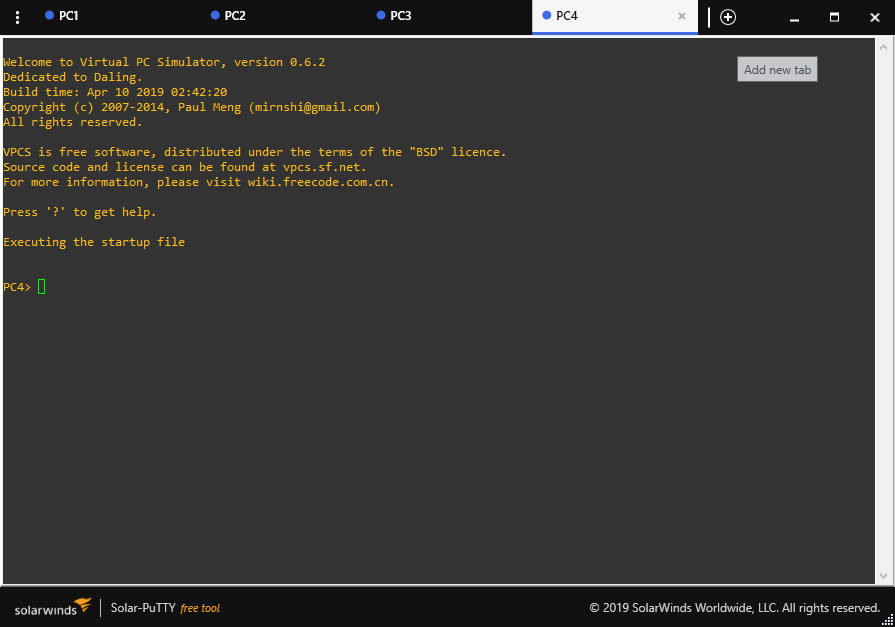 PC1 PC2 PC3 PC4
Add new tab
Welcome to Virtual PC Simulator, version 0.6.2
Dedicated to Daling.
Build time: Apr 10 2019 02:42:20
Copyright (c) 2007-2014, Paul Meng (mirnshi@gmail.com)
All rights reserved.
VPCS is free software, distributed under the terms of the "BSD" licence.
Source code and license can be found at vpcs.sf.net.
For more information, please visit wiki.freecode.com.cn.
Press '?' to get help.
Executing the startup file
PC4>
solarwinds Solar-PuTTY free tool © 2019 SolarWinds Worldwide, LLC. All rights reserved.